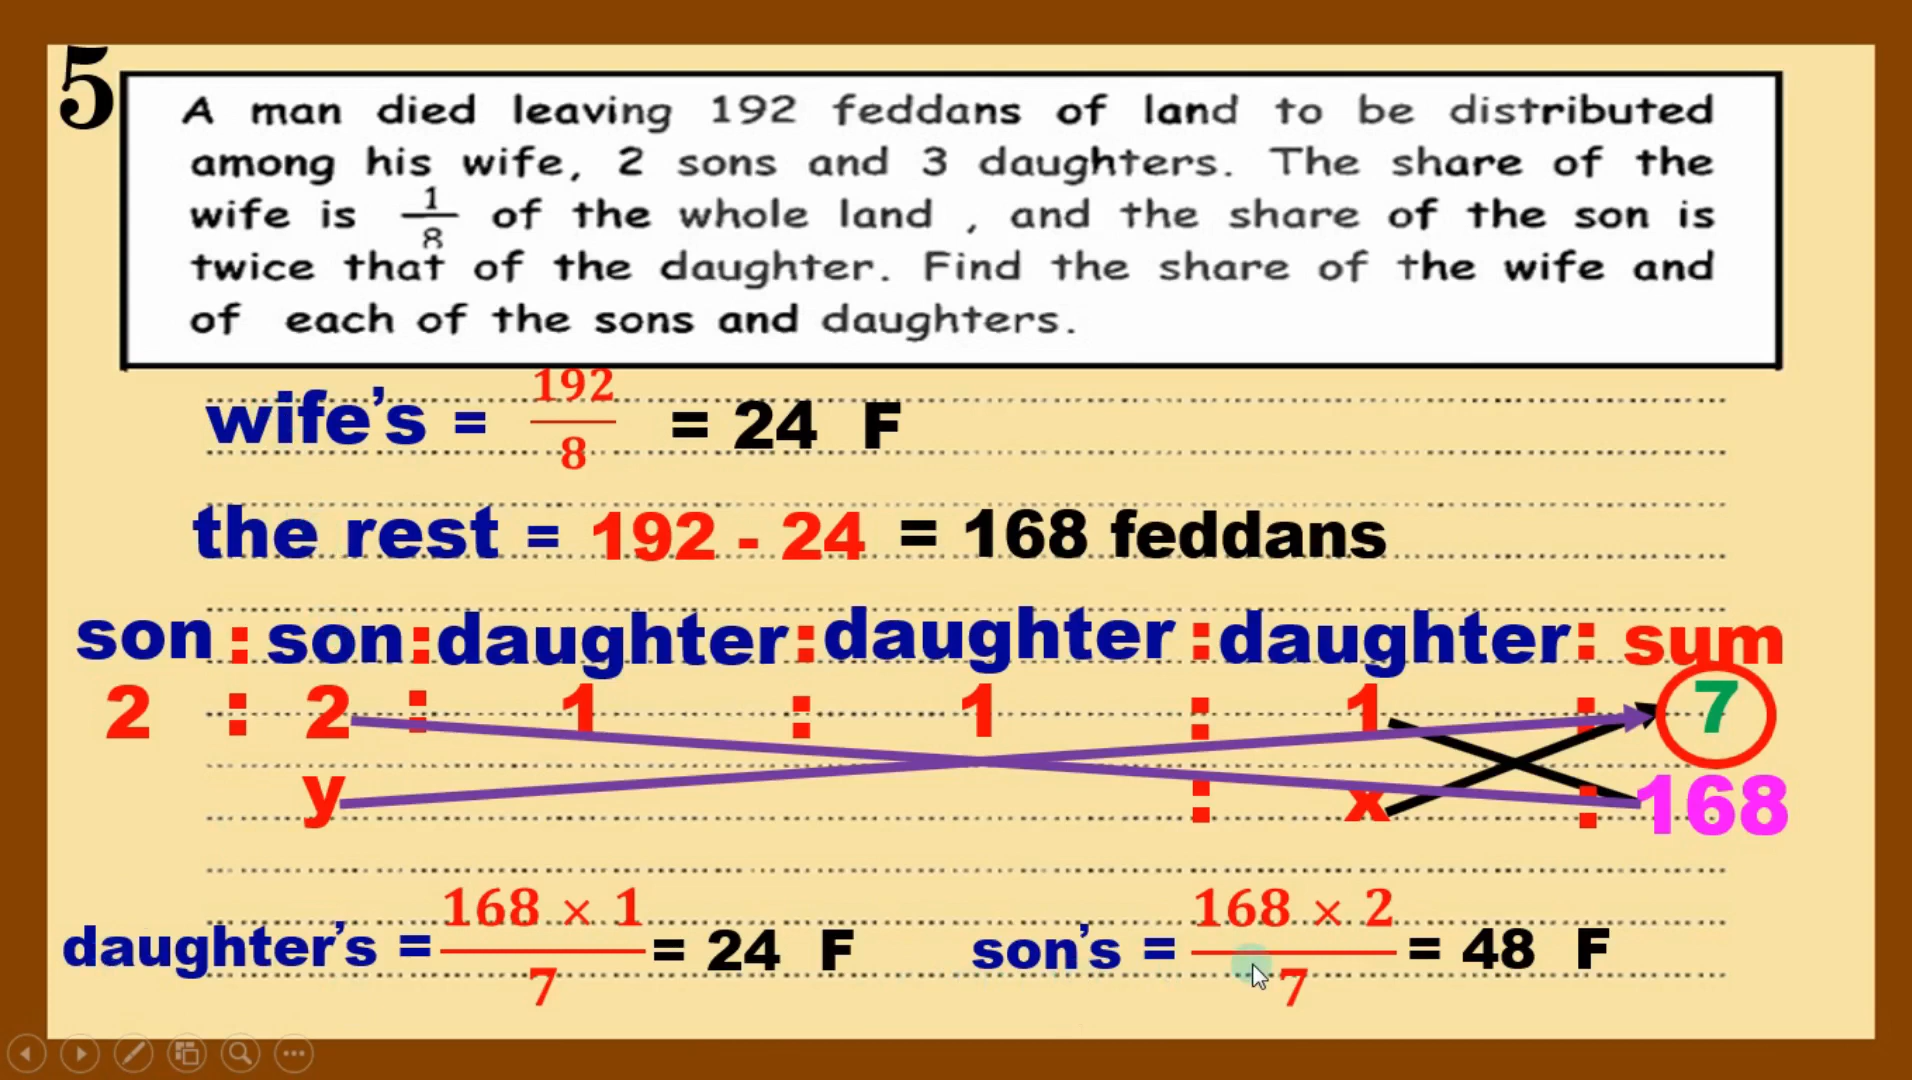 5
A man died leaving 192 feddans of land to be distributed
among his wife, 2 sons and 3 daughters. The share of the
wife is 1/8 of the whole land , and the share of the son is
twice that of the daughter. Find the share of the wife and
of each of the sons and daughters.
wife's = 192/8 = 24 F
the rest = 192 - 24 = 168 feddans
son : son : daughter : daughter : daughter : sum
2 : 2 : 1 : 1 : 1 : 7
y : x : 168
daughter's = 168 × 1 / 7 = 24 F
son's = 168 × 2 / 7 = 48 F